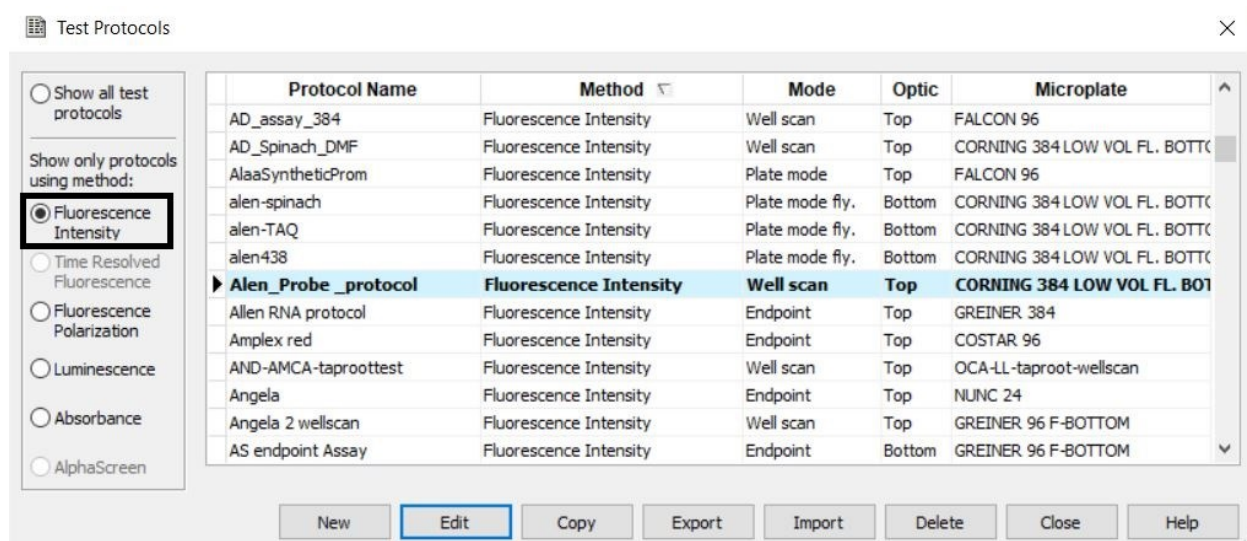 Test Protocols
Show all test
protocols
Show only protocols
using method:
Fluorescence
Intensity
Time Resolved
Fluorescence
Fluorescence
Polarization
Luminescence
Absorbance
AlphaScreen
Protocol Name Method Mode Optic Microplate
AD_assay_384 Fluorescence Intensity Well scan Top FALCON 96
AD_Spinach_DMF Fluorescence Intensity Well scan Top CORNING 384 LOW VOL FL. BOTT
AlaaSyntheticProm Fluorescence Intensity Plate mode Top FALCON 96
alen-spinach Fluorescence Intensity Plate mode fly. Bottom CORNING 384 LOW VOL FL. BOTT
alen-TAQ Fluorescence Intensity Plate mode fly. Bottom CORNING 384 LOW VOL FL. BOTT
alen438 Fluorescence Intensity Plate mode fly. Bottom CORNING 384 LOW VOL FL. BOTT
Alen_Probe _protocol Fluorescence Intensity Well scan Top CORNING 384 LOW VOL FL. BOT
Allen RNA protocol Fluorescence Intensity Endpoint Top GREINER 384
Amplex red Fluorescence Intensity Endpoint Top COSTAR 96
AND-AMCA-taproottest Fluorescence Intensity Well scan Top OCA-LL-taproot-wellscan
Angela Fluorescence Intensity Endpoint Top NUNC 24
Angela 2 wellscan Fluorescence Intensity Well scan Top GREINER 96 F-BOTTOM
AS endpoint Assay Fluorescence Intensity Endpoint Bottom GREINER 96 F-BOTTOM
New Edit Copy Export Import Delete Close Help